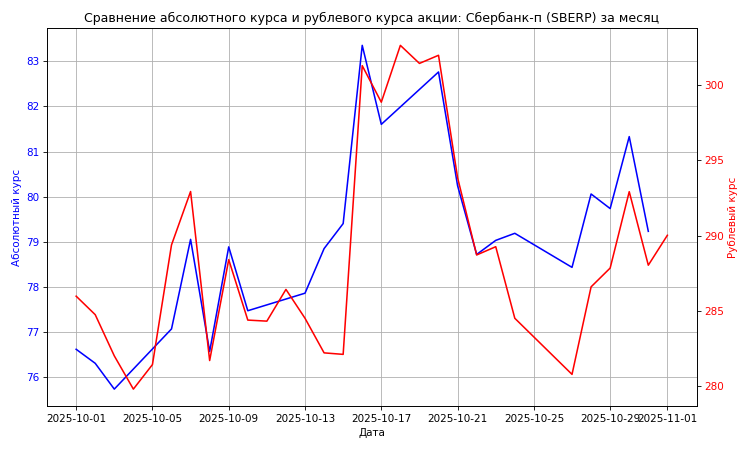 Сравнение абсолютного курса и рублевого курса акции: Сбербанк-п (SBERP) за месяц
83
82
81
80
79
78
77
76
Абсолютный курс
300
295
290
285
280
Рублевый курс
2025-10-01 2025-10-05 2025-10-09 2025-10-13 2025-10-17 2025-10-21 2025-10-25 2025-10-29 2025-11-01
Дата